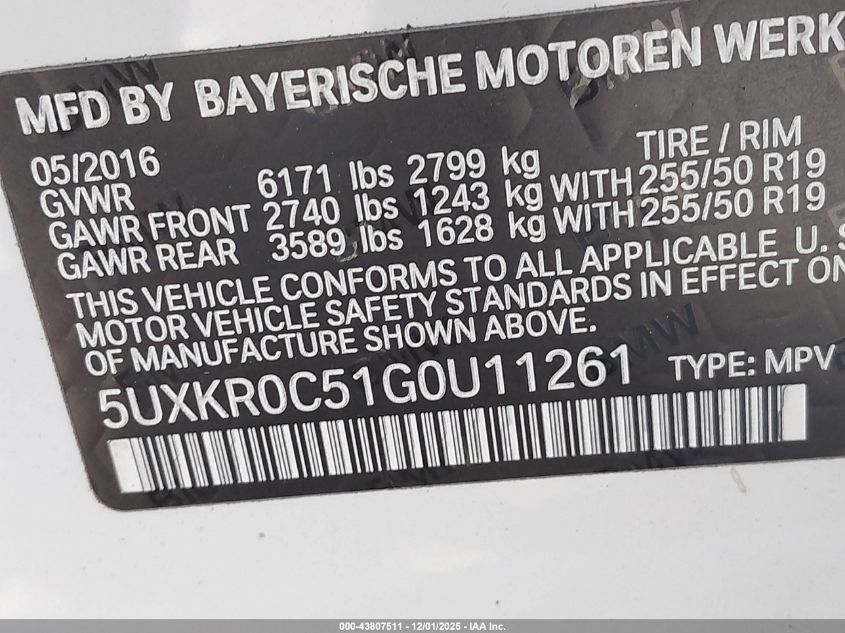 MFD BY BAYERISCHE MOTOREN WERK
05/2016 TIRE / RIM
GVWR 6171 lbs 2799 kg
GAWR FRONT 2740 lbs 1243 kg WITH 255/50 R19
GAWR REAR 3589 lbs 1628 kg WITH 255/50 R19
THIS VEHICLE CONFORMS TO ALL APPLICABLE U. S
MOTOR VEHICLE SAFETY STANDARDS IN EFFECT ON
OF MANUFACTURE SHOWN ABOVE.
5UXKR0C51G0U11261 TYPE: MPV
000-43807511 - 12/01/2025 - IAA Inc.